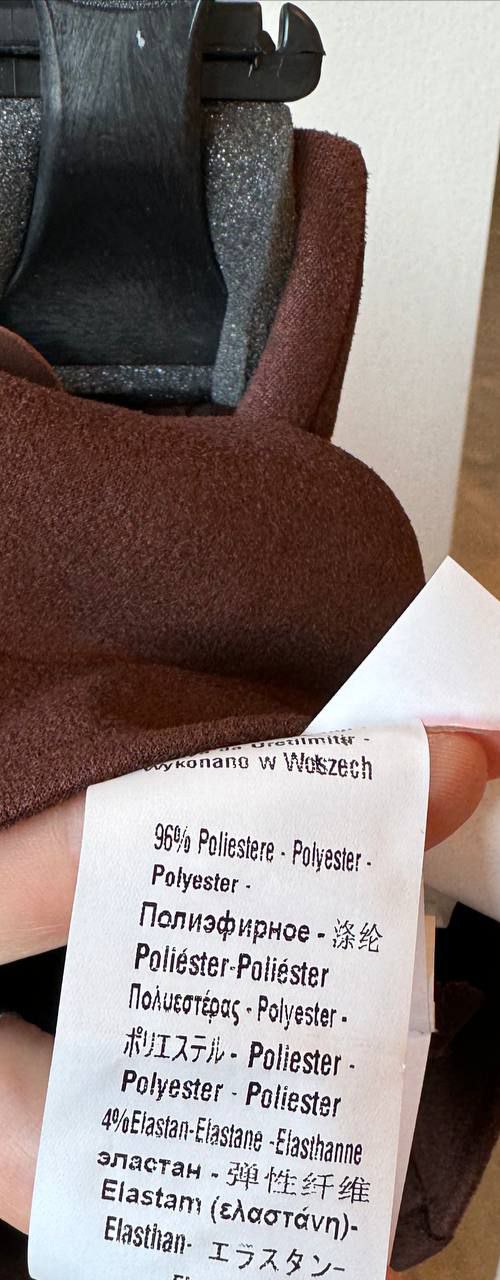 Üretilmiştir -
Wykonano w Włoszech
96% Poliestere - Polyester -
Polyester -
Полиэфирное - 涤纶
Poliéster-Poliéster
Πολυεστέρας - Polyester -
ポリエステル - Poliester -
Polyester - Poliester
4%Elastan-Elastane -Elasthanne
эластан - 弹性纤维
Elastam (ελαστάνη)-
Elasthan- エラスタン-